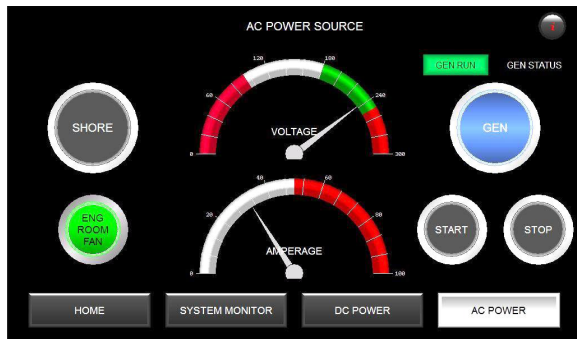 AC POWER SOURCE
GEN RUN
GEN STATUS
0
60
120
180
240
300
VOLTAGE
SHORE
GEN
0
20
40
60
80
100
AMPERAGE
ENG
ROOM
FAN
START
STOP
HOME
SYSTEM MONITOR
DC POWER
AC POWER